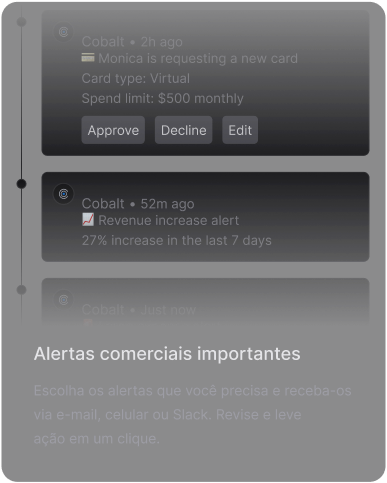 Cobalt • 2h ago
💳 Monica is requesting a new card
Card type: Virtual
Spend limit: $500 monthly
Approve Decline Edit
Cobalt • 52m ago
📈 Revenue increase alert
27% increase in the last 7 days
Cobalt • Just now
Alertas comerciais importantes
Escolha os alertas que você precisa e receba-os
via e-mail, celular ou Slack. Revise e leve
ação em um clique.